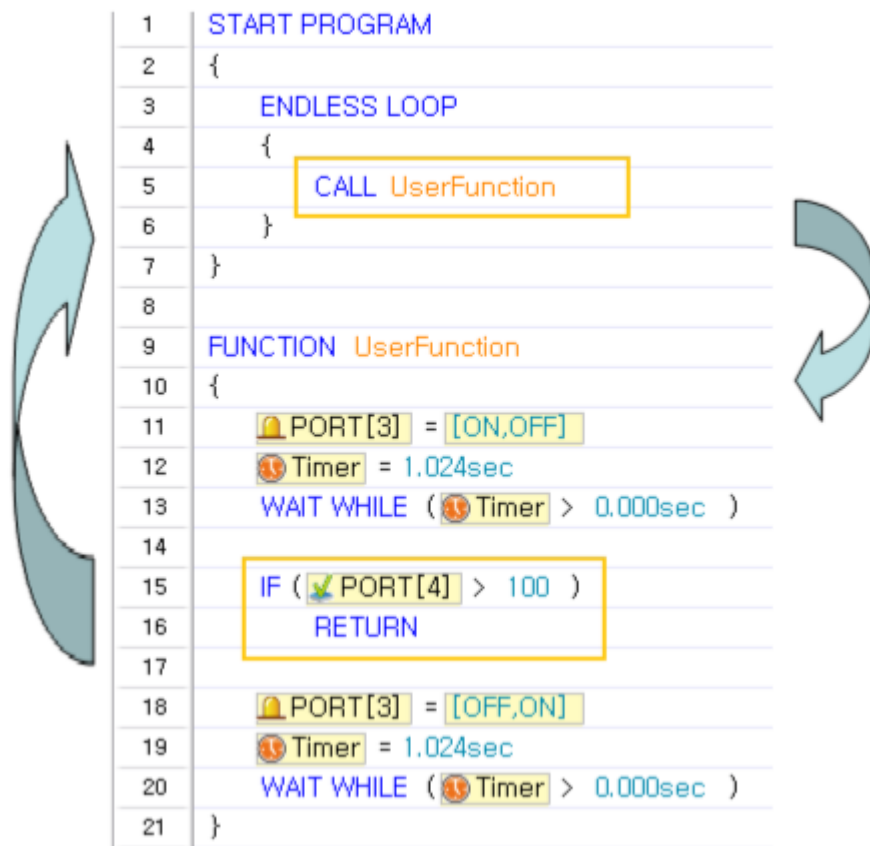 1 START PROGRAM
2 {
3 ENDLESS LOOP
4 {
5 CALL UserFunction
6 }
7 }
8
9 FUNCTION UserFunction
10 {
11 PORT[3] = [ON,OFF]
12 Timer = 1.024sec
13 WAIT WHILE ( Timer > 0.000sec )
14
15 IF ( PORT[4] > 100 )
16 RETURN
17
18 PORT[3] = [OFF,ON]
19 Timer = 1.024sec
20 WAIT WHILE ( Timer > 0.000sec )
21 }